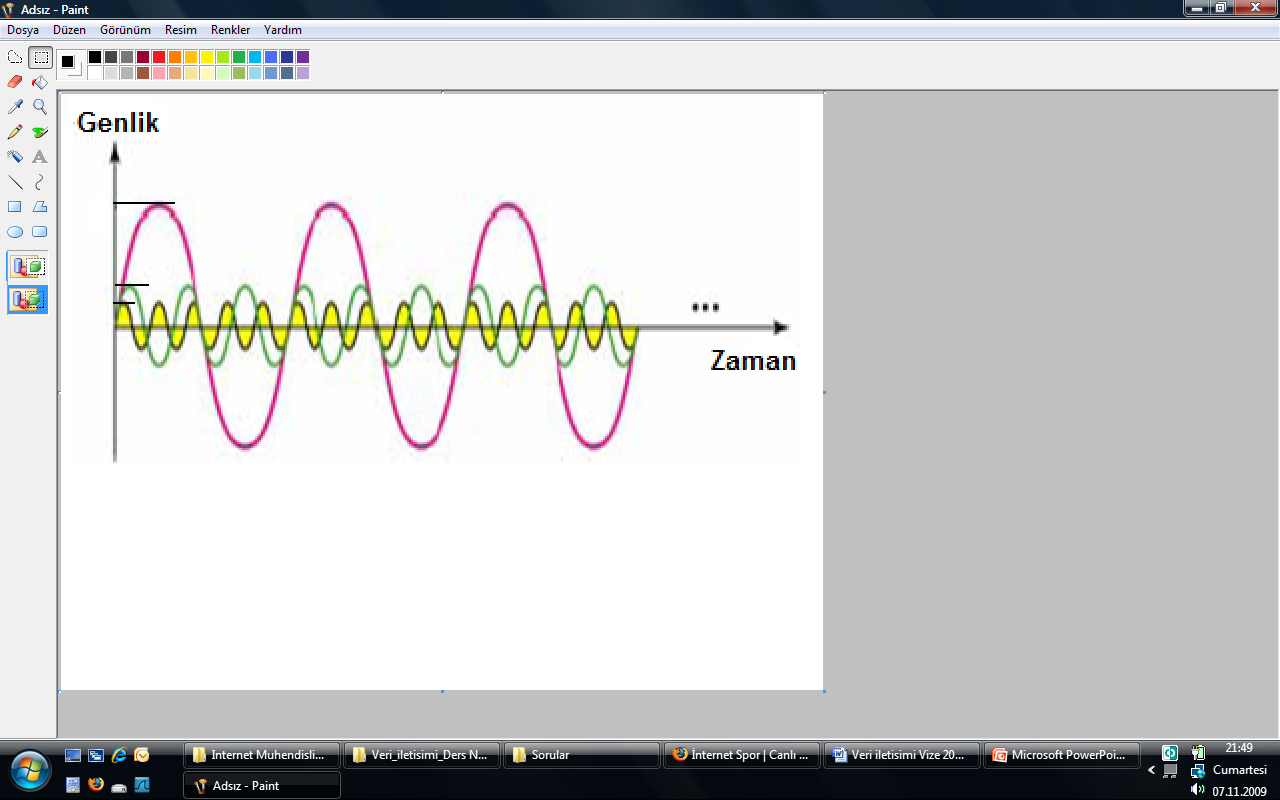 Adsız - Paint
Dosya Düzen Görünüm Resim Renkler Yardım
Genlik
Zaman
Internet Muhendisli... Veri_iletisimi_Ders N... Sorular İnternet Spor | Canlı ... Veri iletisimi Vize 20... Microsoft PowerPoi...
21:49
Cumartesi
Adsız - Paint
07.11.2009